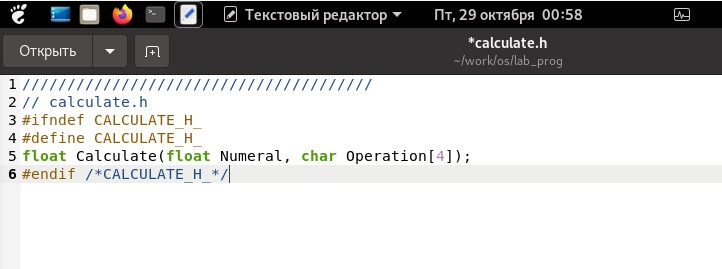 Текстовый редактор Пт, 29 октября 00:58
Открыть *calculate.h
~/work/os/lab_prog
1 ///////////////////////////////////////
2 // calculate.h
3 #ifndef CALCULATE_H_
4 #define CALCULATE_H_
5 float Calculate(float Numeral, char Operation[4]);
6 #endif /*CALCULATE_H_*/